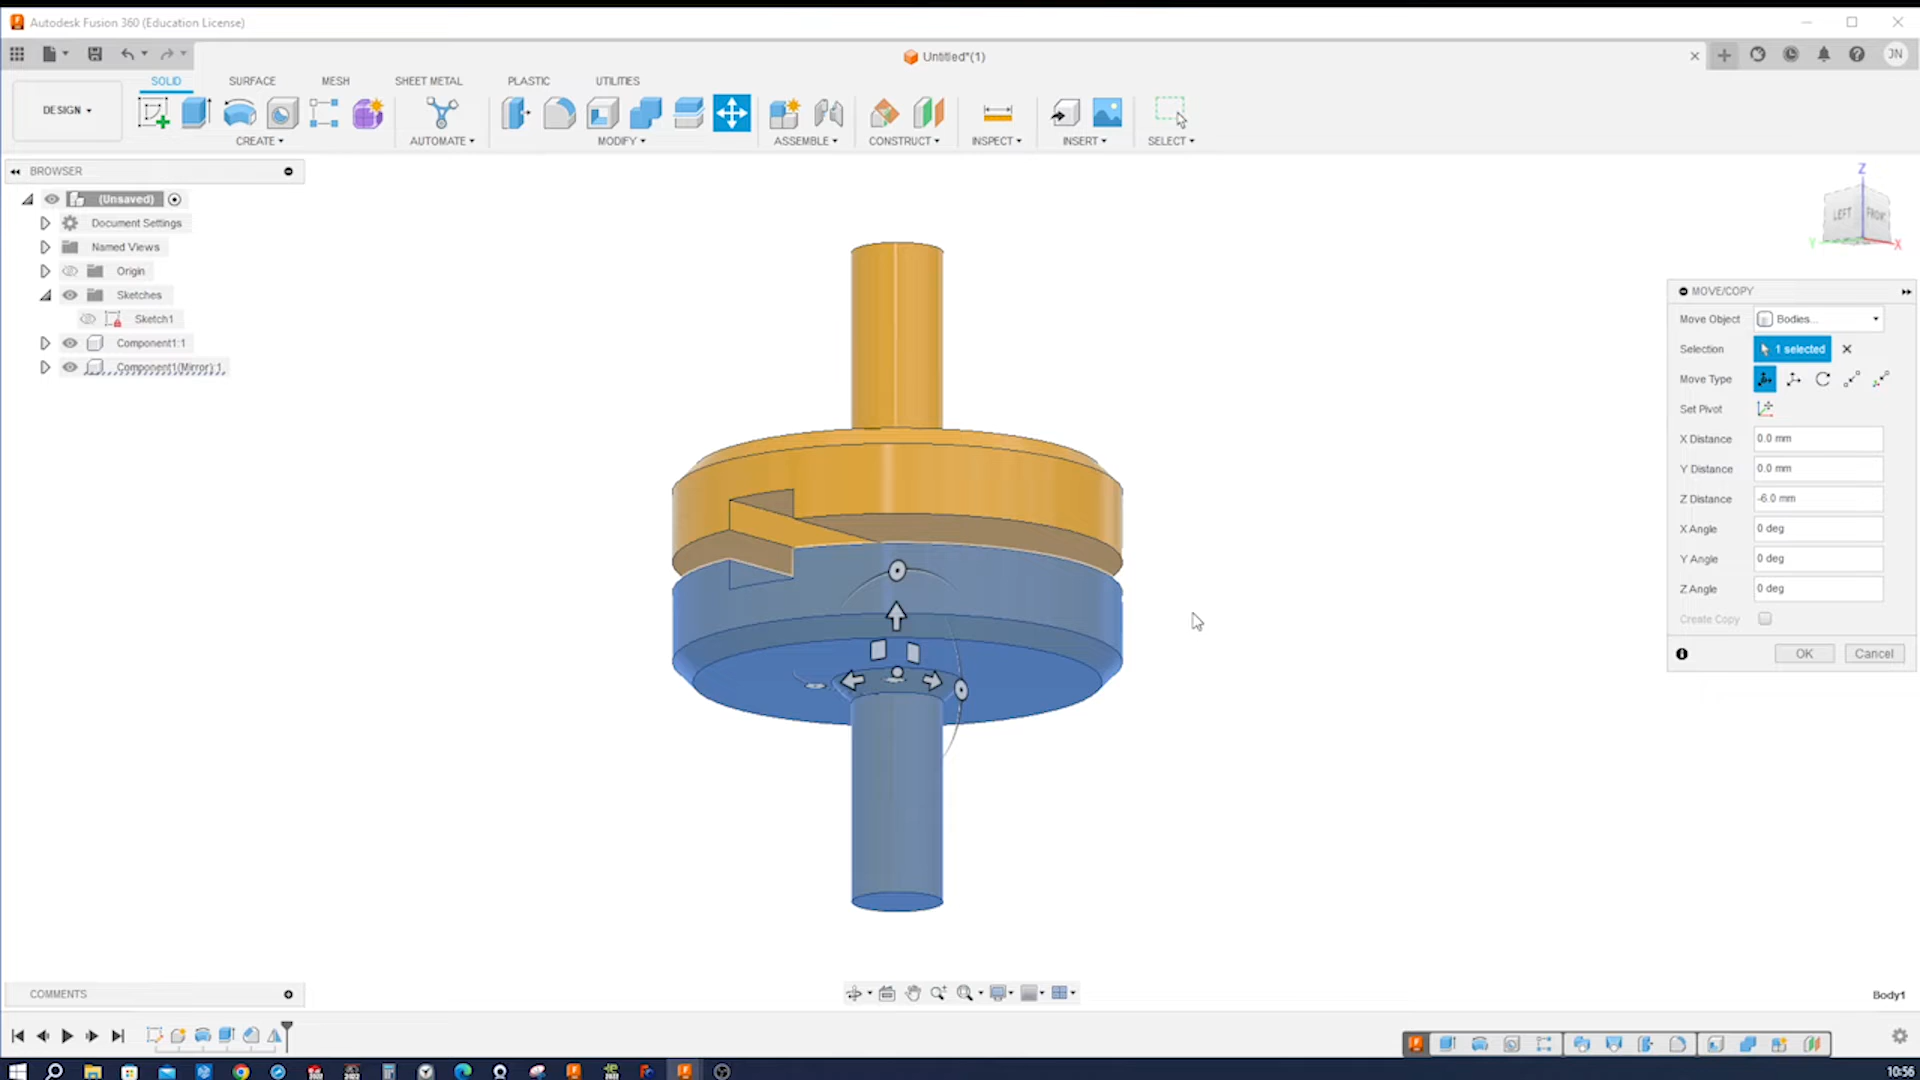 Autodesk Fusion 360 (Education License)
Untitled*(1)
JN
SOLID
SURFACE
MESH
SHEET METAL
PLASTIC
UTILITIES
DESIGN
CREATE
AUTOMATE
MODIFY
ASSEMBLE
CONSTRUCT
INSPECT
INSERT
SELECT
BROWSER
(Unsaved)
Document Settings
Named Views
Origin
Sketches
Sketch1
Component1:1
Component1(Mirror):1
Z
LEFT
FRONT
Y
X
MOVE/COPY
Move Object
Bodies...
Selection
1 selected
Move Type
Set Pivot
X Distance
0.0 mm
Y Distance
0.0 mm
Z Distance
-6.0 mm
X Angle
0 deg
Y Angle
0 deg
Z Angle
0 deg
Create Copy
OK
Cancel
COMMENTS
Body1
10:56